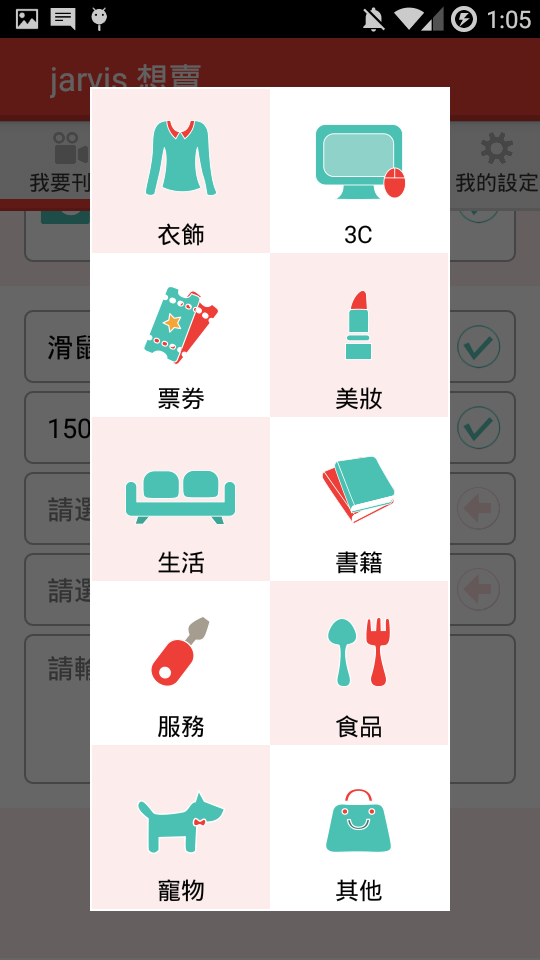 1:05
jarvis 想賣
我要刊
我的設定
衣飾
3C
票券
美妝
滑鼠
150
生活
書籍
請選
請選
請輸
服務
食品
寵物
其他